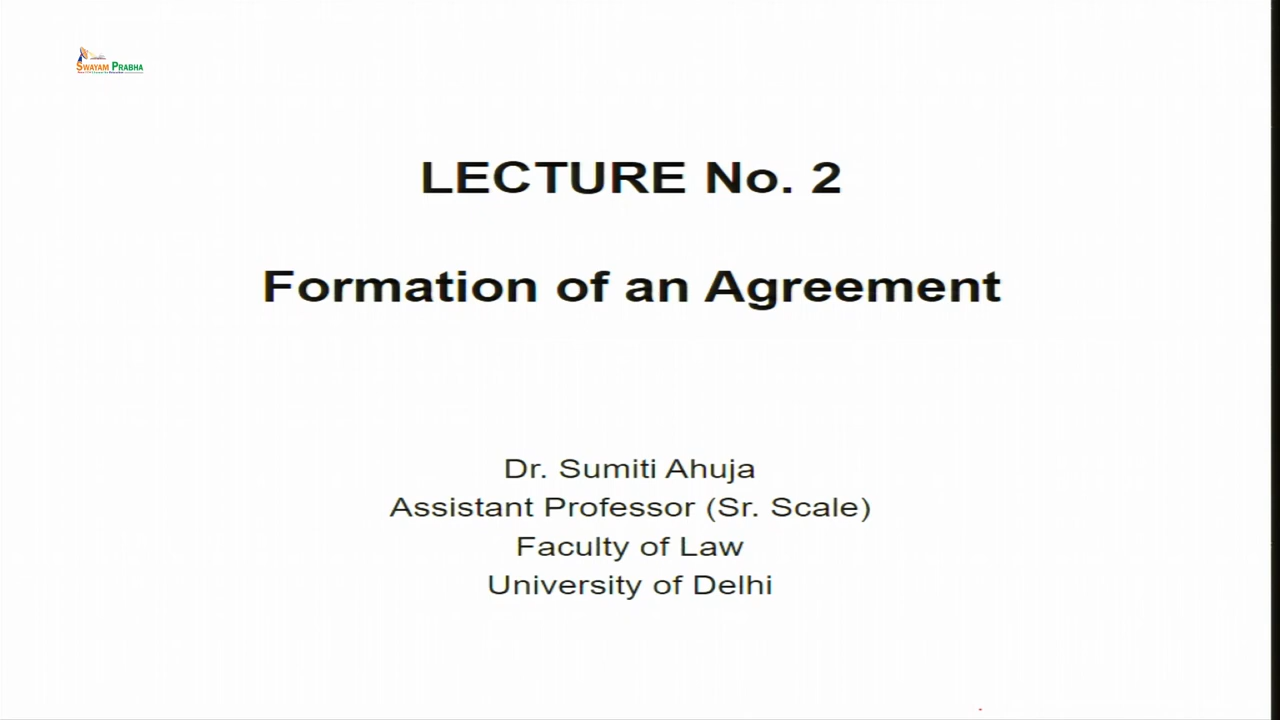 SWAYAM PRABHA
LECTURE No. 2
Formation of an Agreement
Dr. Sumiti Ahuja
Assistant Professor (Sr. Scale)
Faculty of Law
University of Delhi